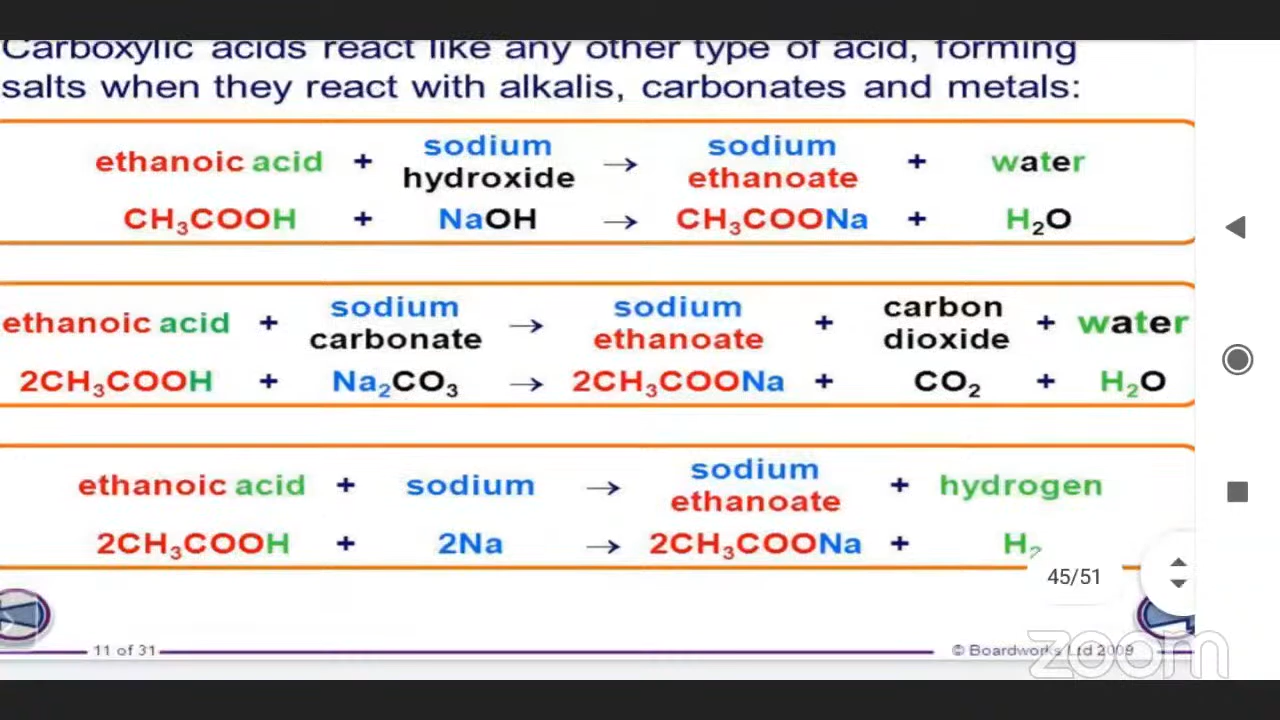 Carboxylic acids react like any other type of acid, forming
salts when they react with alkalis, carbonates and metals:
ethanoic acid + sodium hydroxide → sodium ethanoate + water
CH₃COOH + NaOH → CH₃COONa + H₂O
ethanoic acid + sodium carbonate → sodium ethanoate + carbon dioxide + water
2CH₃COOH + Na₂CO₃ → 2CH₃COONa + CO₂ + H₂O
ethanoic acid + sodium → sodium ethanoate + hydrogen
2CH₃COOH + 2Na → 2CH₃COONa + H₂
45/51
11 of 31
© Boardworks Ltd 2009
zoom